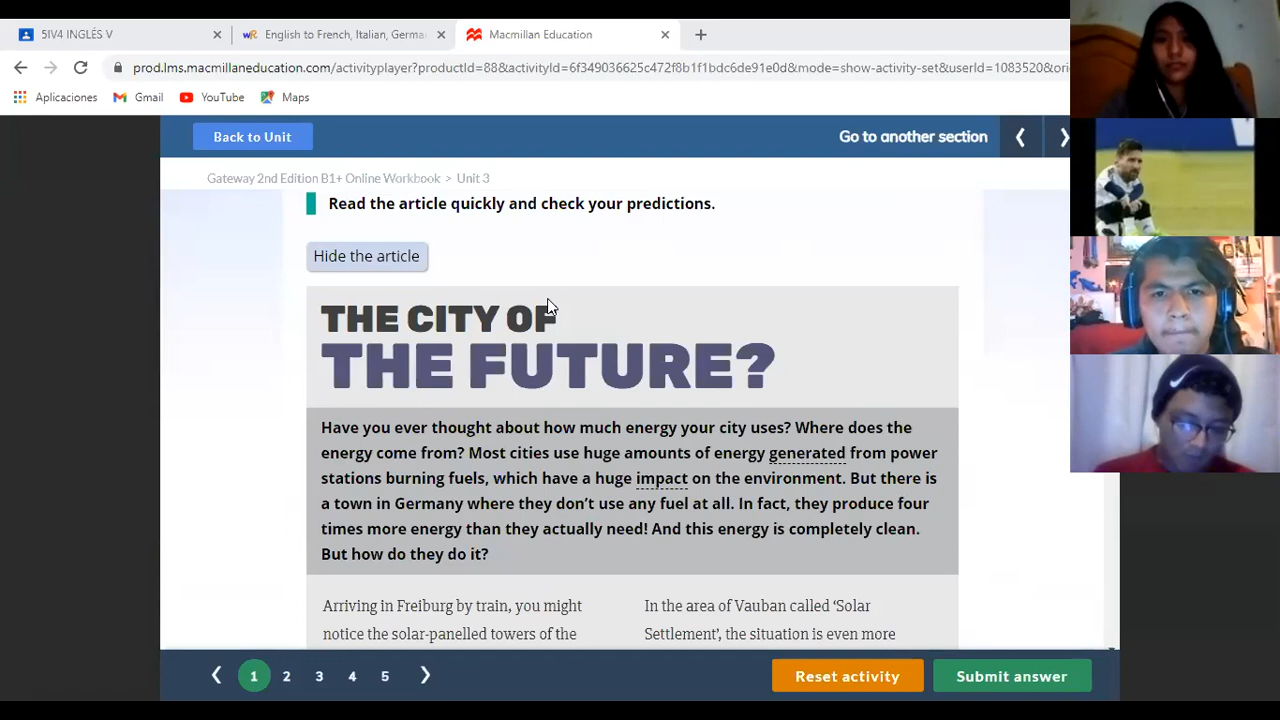 5IV4 INGLÉS V
English to French, Italian, Germa
Macmillan Education
prod.lms.macmillaneducation.com/activityplayer?productId=88&activityId=6f349036625c472f8b1f1bdc6de91e0d&mode=show-activity-set&userId=1083520&ori
Aplicaciones
Gmail
YouTube
Maps
Back to Unit
Go to another section
Gateway 2nd Edition B1+ Online Workbook > Unit 3
Read the article quickly and check your predictions.
Hide the article
THE CITY OF
THE FUTURE?
Have you ever thought about how much energy your city uses? Where does the
energy come from? Most cities use huge amounts of energy generated from power
stations burning fuels, which have a huge impact on the environment. But there is
a town in Germany where they don't use any fuel at all. In fact, they produce four
times more energy than they actually need! And this energy is completely clean.
But how do they do it?
Arriving in Freiburg by train, you might
notice the solar-panelled towers of the
In the area of Vauban called 'Solar
Settlement', the situation is even more
1 2 3 4 5
Reset activity
Submit answer